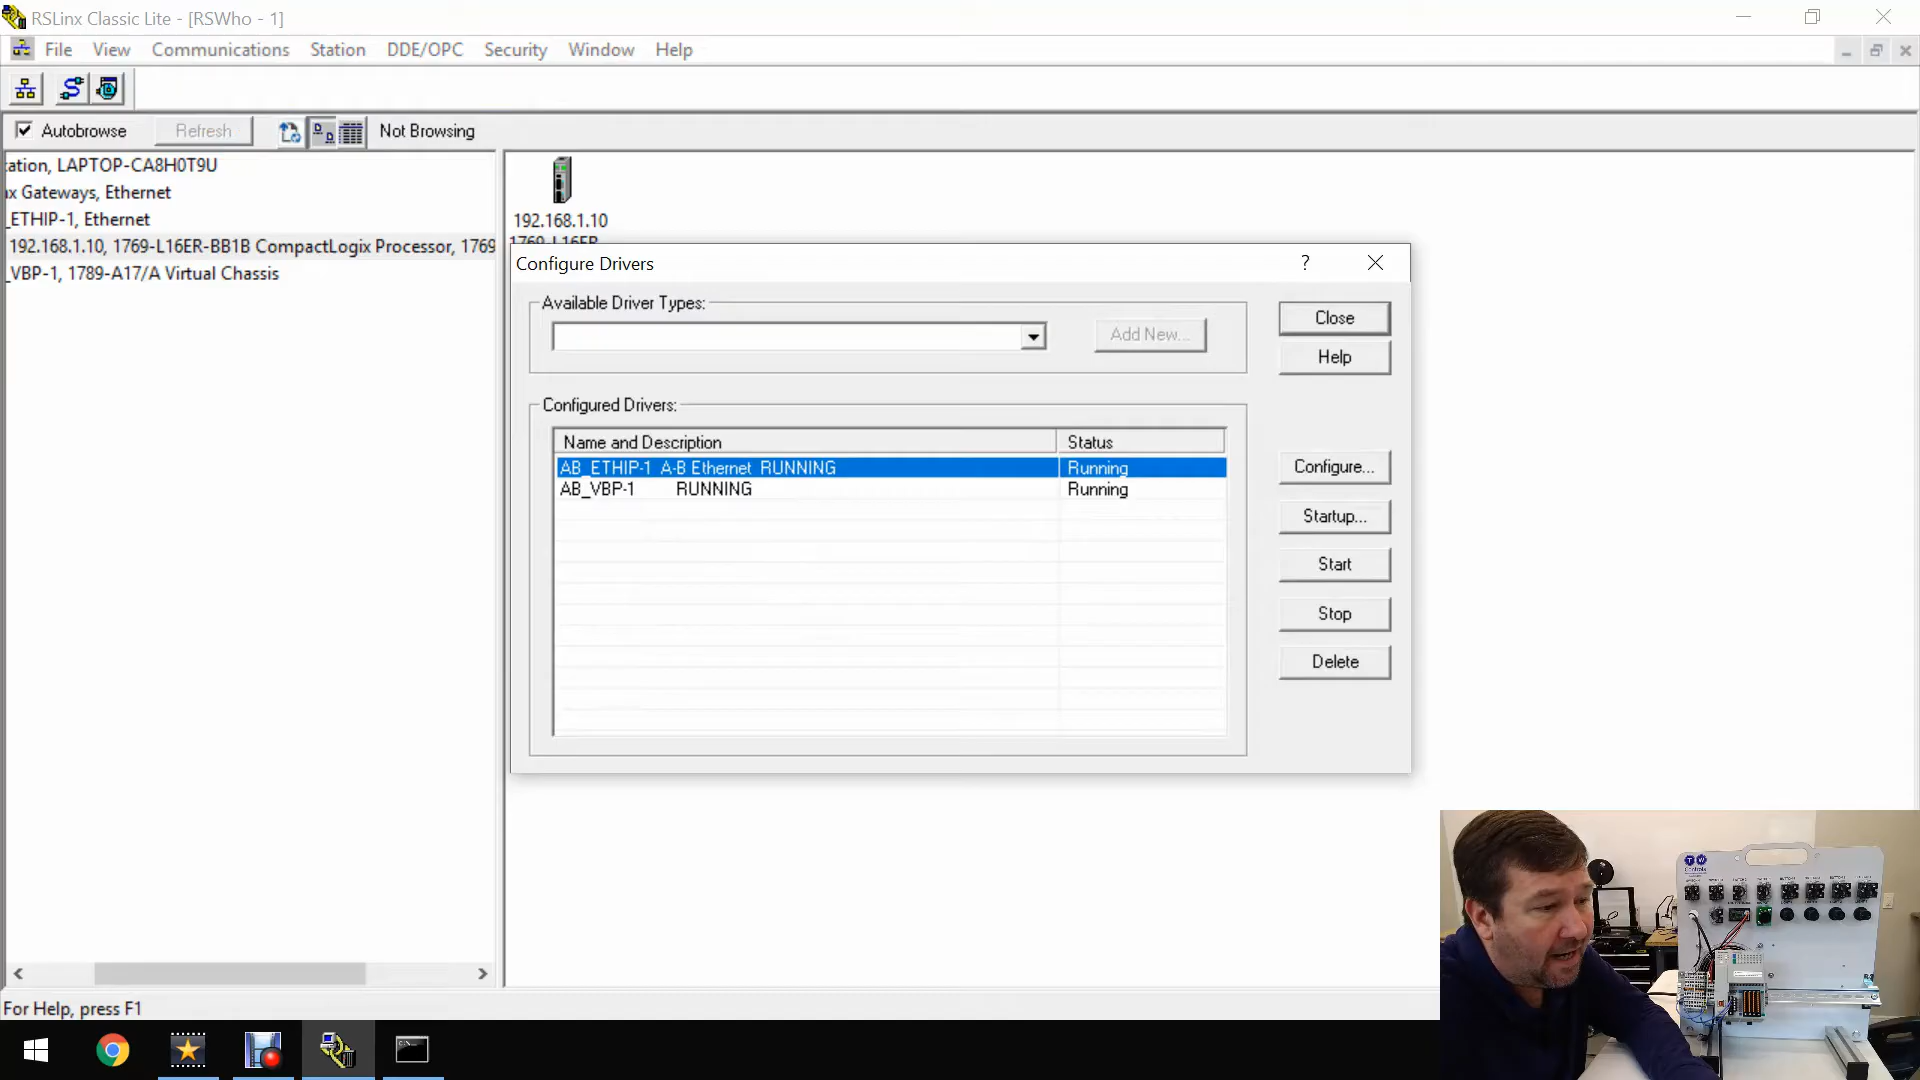 RSLinx Classic Lite - [RSWho - 1]
File View Communications Station DDE/OPC Security Window Help
Autobrowse Refresh Not Browsing
ation, LAPTOP-CA8H0T9U
x Gateways, Ethernet
_ETHIP-1, Ethernet
192.168.1.10, 1769-L16ER-BB1B CompactLogix Processor, 1769
_VBP-1, 1789-A17/A Virtual Chassis
192.168.1.10
1769-L16ER
Configure Drivers
?
Available Driver Types:
Add New...
Close
Help
Configured Drivers:
Name and Description Status
AB_ETHIP-1 A-B Ethernet RUNNING Running
AB_VBP-1 RUNNING Running
Configure...
Startup...
Start
Stop
Delete
For Help, press F1
T W
Controls